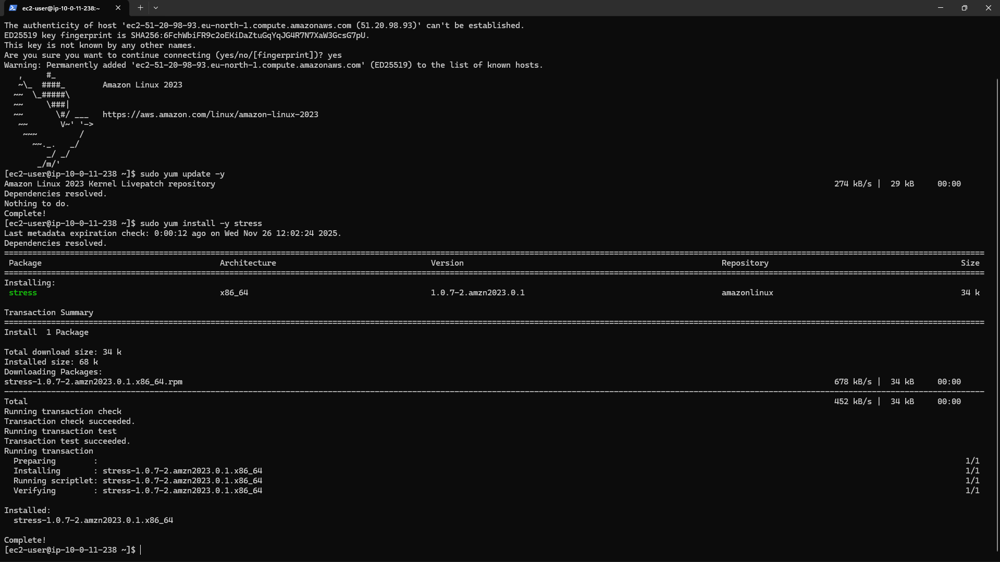 ec2-user@ip-10-0-11-238:~
The authenticity of host 'ec2-51-20-98-93.eu-north-1.compute.amazonaws.com (51.20.98.93)' can't be established.
ED25519 key fingerprint is SHA256:6FchWbiFR9c2oEKiDaZtuGqYqJG4R7N7XaW3GcsG7pU.
This key is not known by any other names.
Are you sure you want to continue connecting (yes/no/[fingerprint])? yes
Warning: Permanently added 'ec2-51-20-98-93.eu-north-1.compute.amazonaws.com' (ED25519) to the list of known hosts.
   ,     #_
   ~\_  ####_        Amazon Linux 2023
  ~~  \_#####\
  ~~     \###|
  ~~       \#/ ___   https://aws.amazon.com/linux/amazon-linux-2023
   ~~       V~' '->
    ~~~         /
      ~~._.   _/
         _/ _/
       _/m/'
[ec2-user@ip-10-0-11-238 ~]$ sudo yum update -y
Amazon Linux 2023 Kernel Livepatch repository 274 kB/s | 29 kB 00:00
Dependencies resolved.
Nothing to do.
Complete!
[ec2-user@ip-10-0-11-238 ~]$ sudo yum install -y stress
Last metadata expiration check: 0:00:12 ago on Wed Nov 26 12:02:24 2025.
Dependencies resolved.
Package Architecture Version Repository Size
Installing:
stress x86_64 1.0.7-2.amzn2023.0.1 amazonlinux 34 k
Transaction Summary
Install  1 Package
Total download size: 34 k
Installed size: 68 k
Downloading Packages:
stress-1.0.7-2.amzn2023.0.1.x86_64.rpm 678 kB/s | 34 kB 00:00
Total 452 kB/s | 34 kB 00:00
Running transaction check
Transaction check succeeded.
Running transaction test
Transaction test succeeded.
Running transaction
Preparing : 1/1
Installing : stress-1.0.7-2.amzn2023.0.1.x86_64 1/1
Running scriptlet: stress-1.0.7-2.amzn2023.0.1.x86_64 1/1
Verifying : stress-1.0.7-2.amzn2023.0.1.x86_64 1/1
Installed:
stress-1.0.7-2.amzn2023.0.1.x86_64
Complete!
[ec2-user@ip-10-0-11-238 ~]$